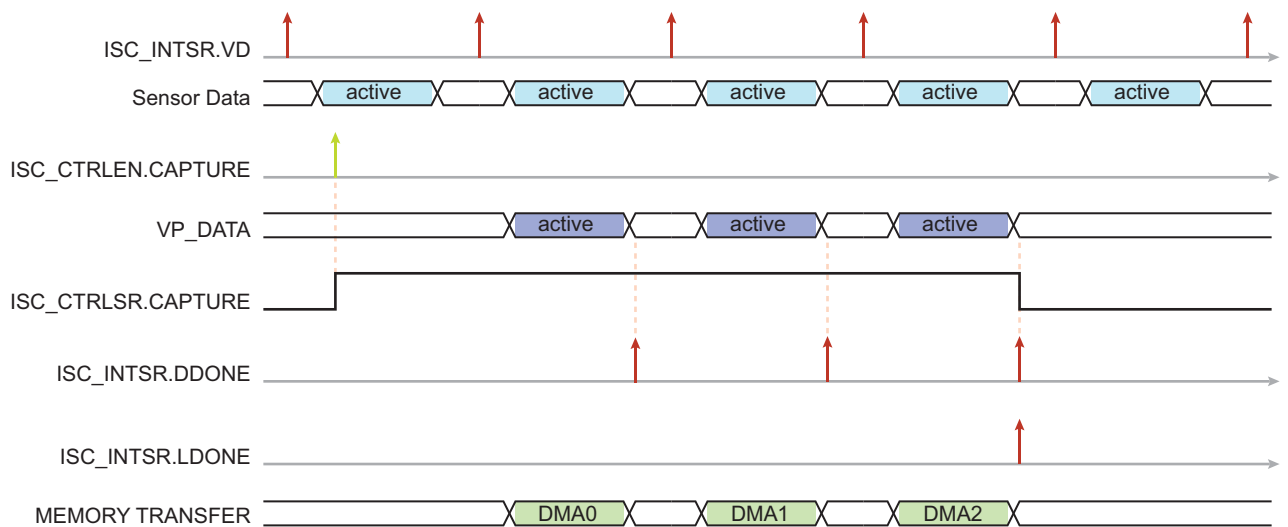 ISC_INTSR.VD
Sensor Data active active active active active
ISC_CTRLEN.CAPTURE
VP_DATA active active active
ISC_CTRLSR.CAPTURE
ISC_INTSR.DDONE
ISC_INTSR.LDONE
MEMORY TRANSFER DMA0 DMA1 DMA2